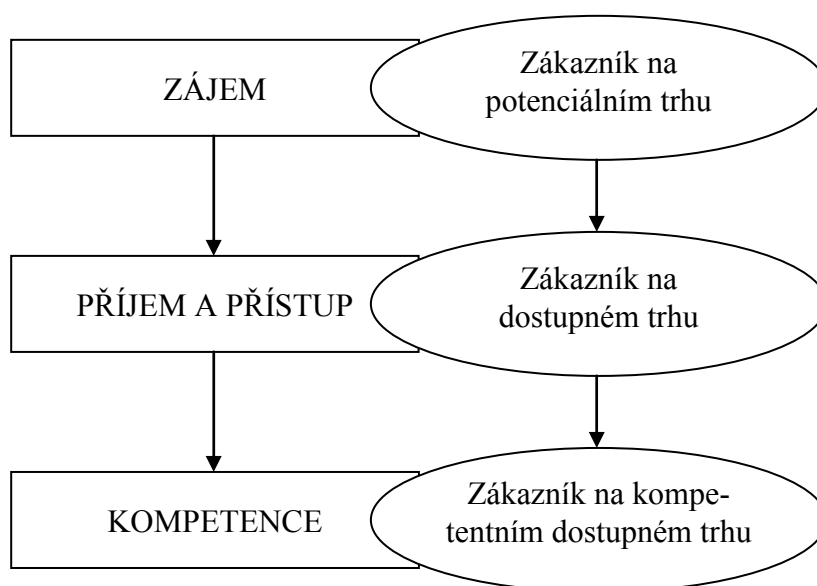 ZÁJEM
Zákazník na
potenciálním trhu
PŘÍJEM A PŘÍSTUP
Zákazník na
dostupném trhu
KOMPETENCE
Zákazník na kompe-
tentním dostupném trhu